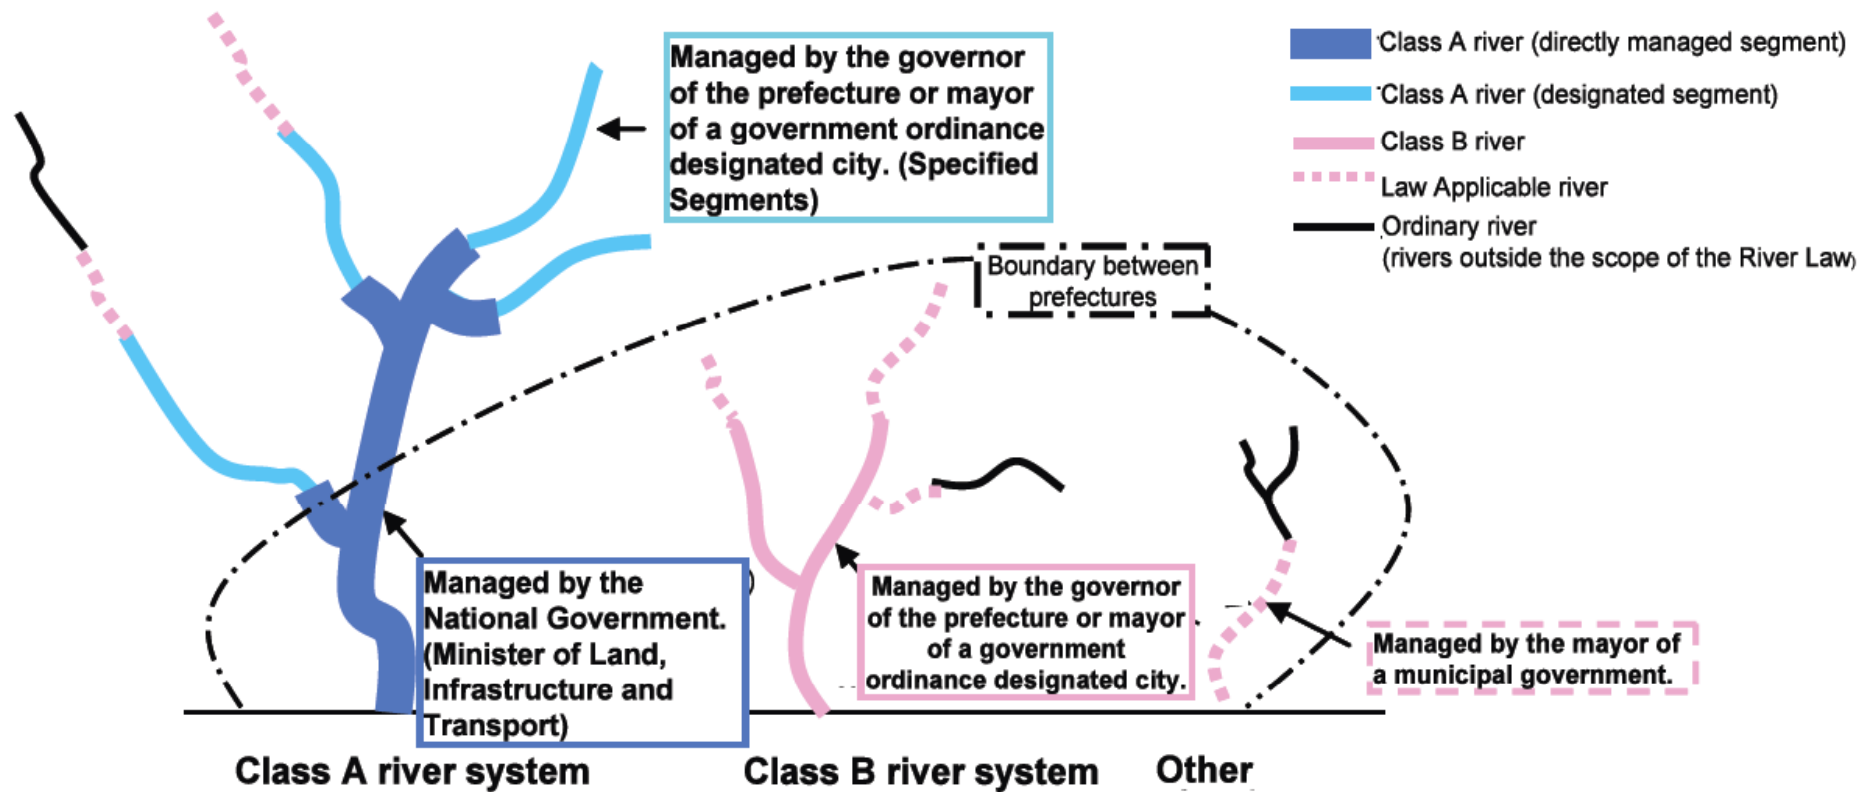 Managed by the governor
of the prefecture or mayor
of a government ordinance
designated city. (Specified
Segments)
Class A river (directly managed segment)
Class A river (designated segment)
Class B river
Law Applicable river
Ordinary river
(rivers outside the scope of the River Law)
Boundary between
prefectures
Managed by the
National Government.
(Minister of Land,
Infrastructure and
Transport)
)
Managed by the governor
of the prefecture or mayor
of a government
ordinance designated city.
Managed by the mayor of
a municipal government.
Class A river system
Class B river system
Other